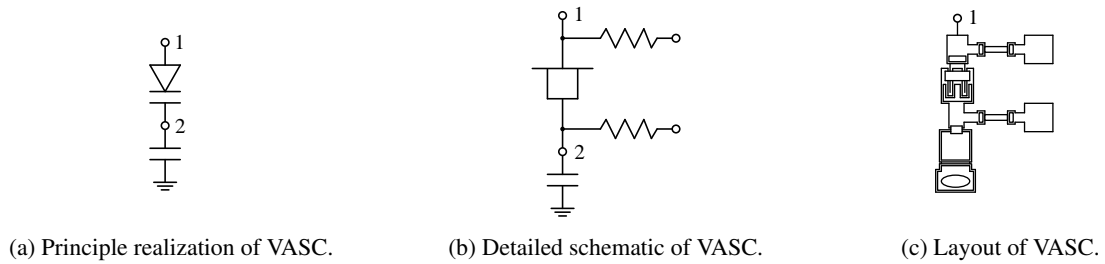 1
2
(a) Principle realization of VASC.
1
2
(b) Detailed schematic of VASC.
1
(c) Layout of VASC.